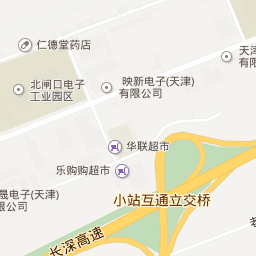 仁德堂药店
天津
有限
北闸口电子
工业园区
映新电子(天津)
有限公司
华联超市
乐购购超市
晟电子(天津)
限公司
小站互通立交桥
长深高速